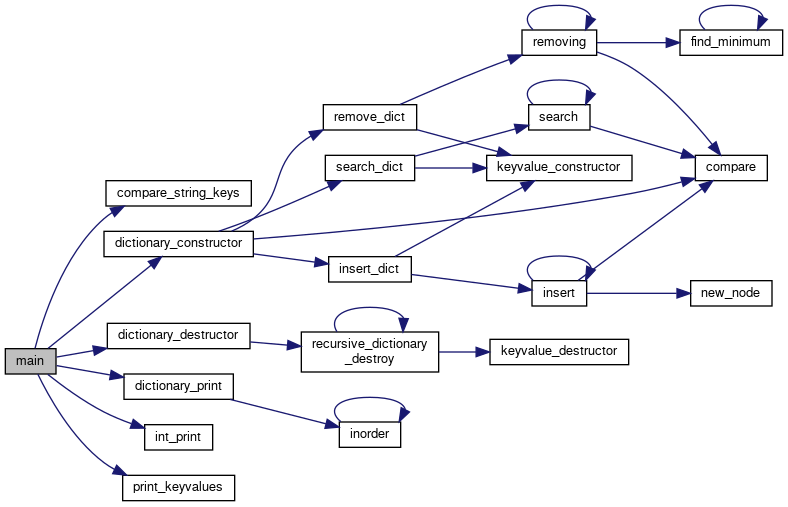 removing
find_minimum
remove_dict
search
search_dict
keyvalue_constructor
compare
compare_string_keys
dictionary_constructor
insert_dict
insert
new_node
main
dictionary_destructor
recursive_dictionary
_destroy
keyvalue_destructor
dictionary_print
inorder
int_print
print_keyvalues